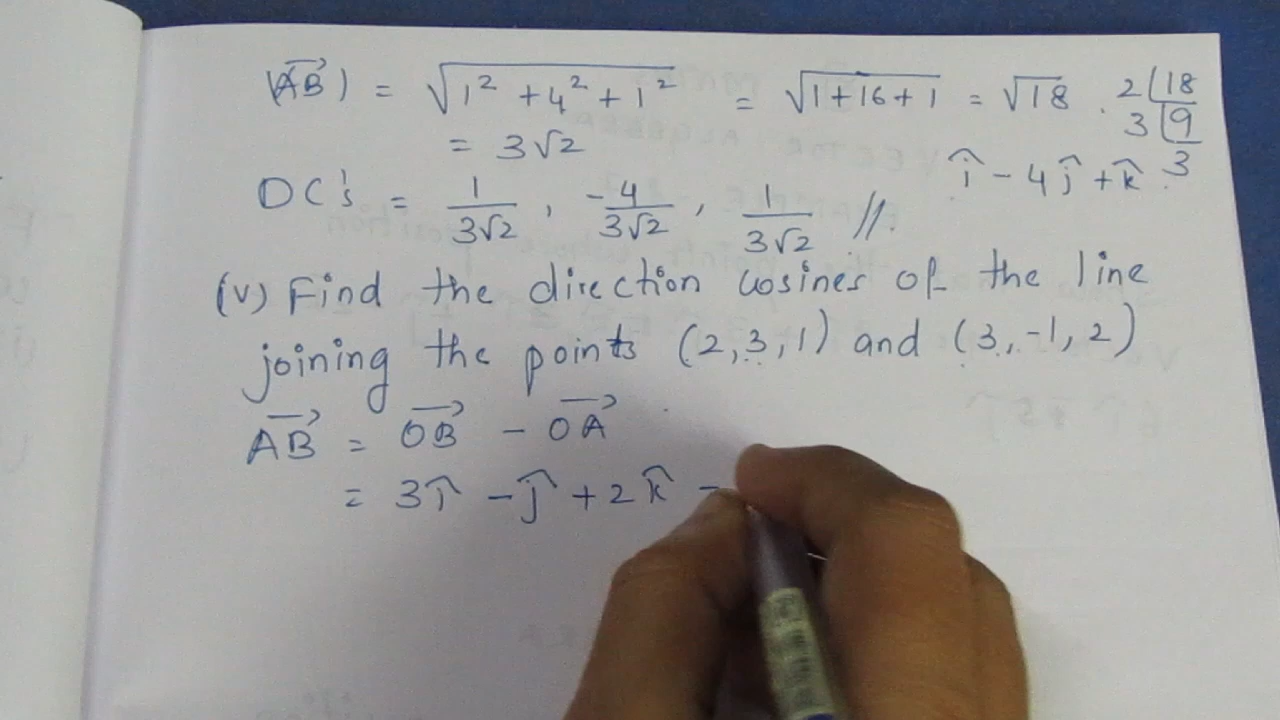 |AB⃗| = √1² + 4² + 1² = √1+16+1 = √18 . 2 | 18
3 | 9
3
= 3√2
î - 4ĵ + k̂ .
DC's = 1/3√2 , -4/3√2 , 1/3√2 //.
(v) Find the direction cosines of the line
joining the points (2,3,1) and (3,-1,2)
AB⃗ = OB⃗ - OA⃗
= 3î - ĵ + 2k̂ -